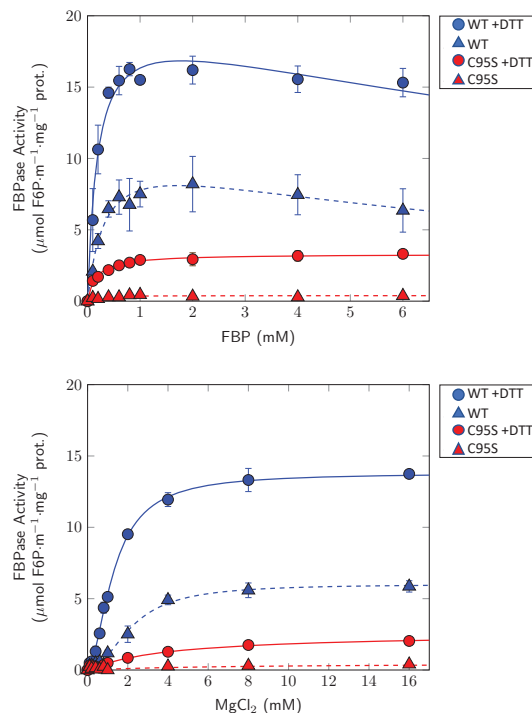 20
15
10
5
0
0
1
2
3
4
5
6
FBP (mM)
FBPase Activity
(μmol F6P·m⁻¹·mg⁻¹ prot.)
WT +DTT
WT
C95S +DTT
C95S
20
15
10
5
0
0
2
4
6
8
10
12
14
16
MgCl₂ (mM)
FBPase Activity
(μmol F6P·m⁻¹·mg⁻¹ prot.)
WT +DTT
WT
C95S +DTT
C95S